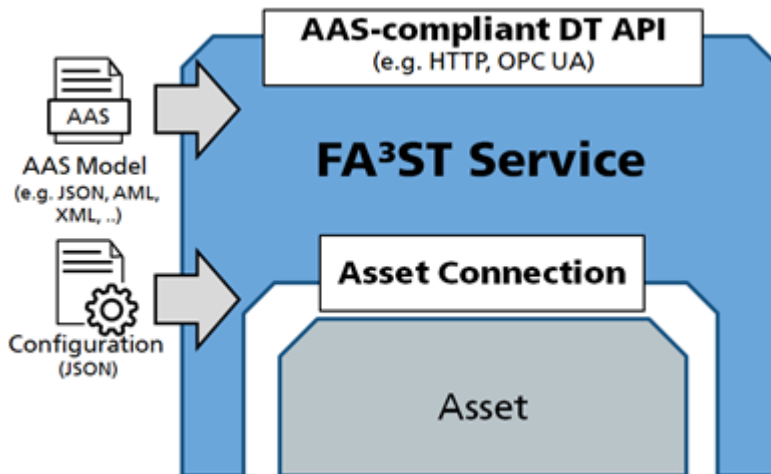 AAS-compliant DT API
(e.g. HTTP, OPC UA)
AAS
AAS Model
(e.g. JSON, AML,
XML, ..)
FA³ST Service
Asset Connection
Configuration
(JSON)
Asset